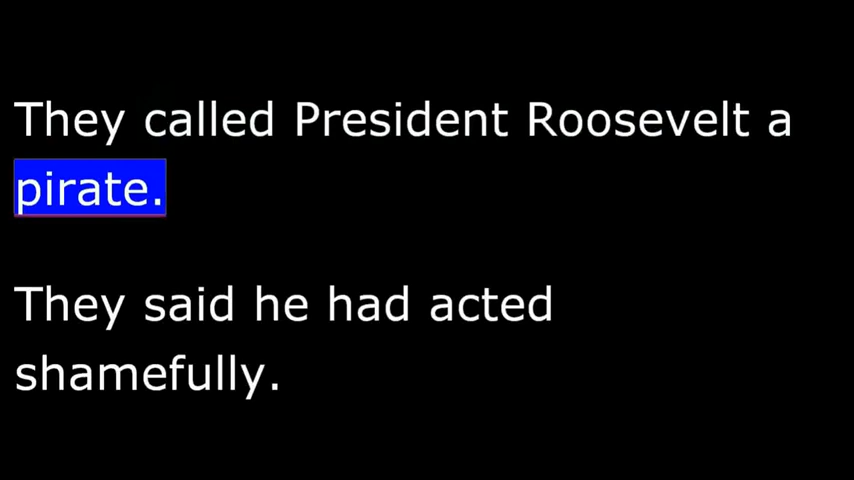 They called President Roosevelt a
pirate.
They said he had acted
shamefully.